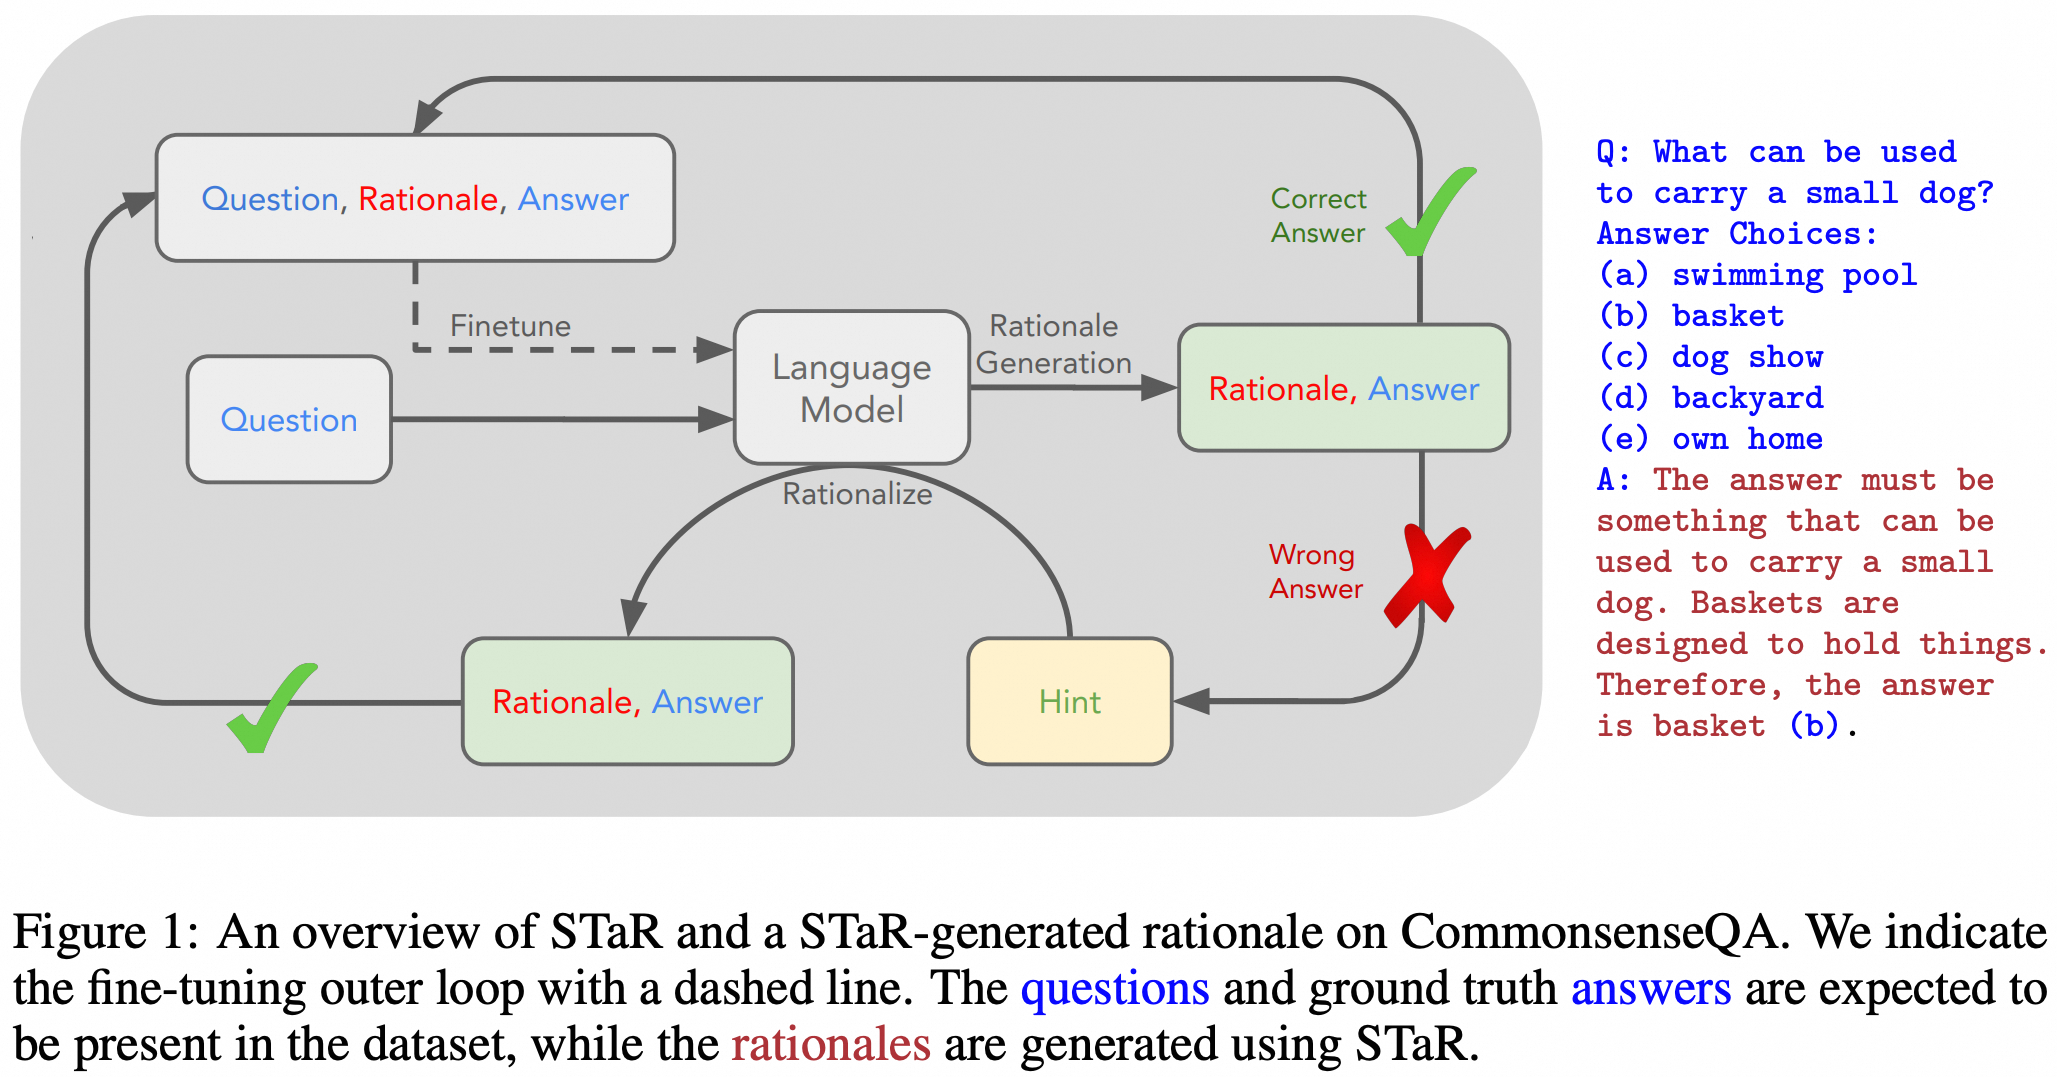 Question, Rationale, Answer
Finetune
Question
Language
Model
Rationale
Generation
Rationale, Answer
Correct
Answer
Wrong
Answer
Rationalize
Rationale, Answer
Hint
Q: What can be used
to carry a small dog?
Answer Choices:
(a) swimming pool
(b) basket
(c) dog show
(d) backyard
(e) own home
A: The answer must be
something that can be
used to carry a small
dog. Baskets are
designed to hold things.
Therefore, the answer
is basket (b).
Figure 1: An overview of STaR and a STaR-generated rationale on CommonsenseQA. We indicate
the fine-tuning outer loop with a dashed line. The questions and ground truth answers are expected to
be present in the dataset, while the rationales are generated using STaR.